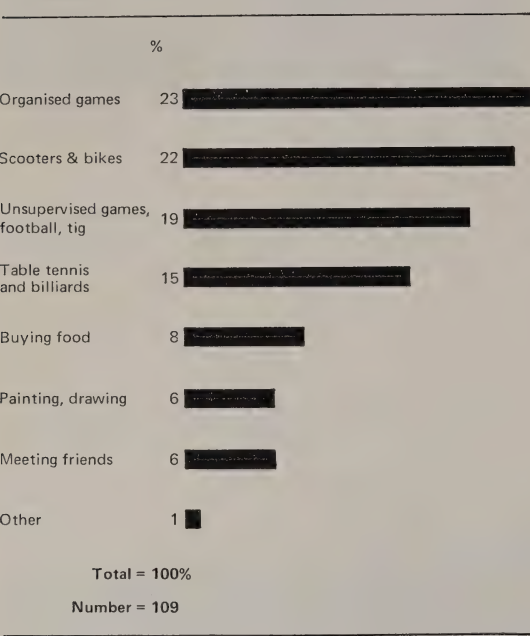 %
Organised games 23
Scooters & bikes 22
Unsupervised games, 19
football, tig
Table tennis 15
and billiards
Buying food 8
Painting, drawing 6
Meeting friends 6
Other 1
Total = 100%
Number = 109